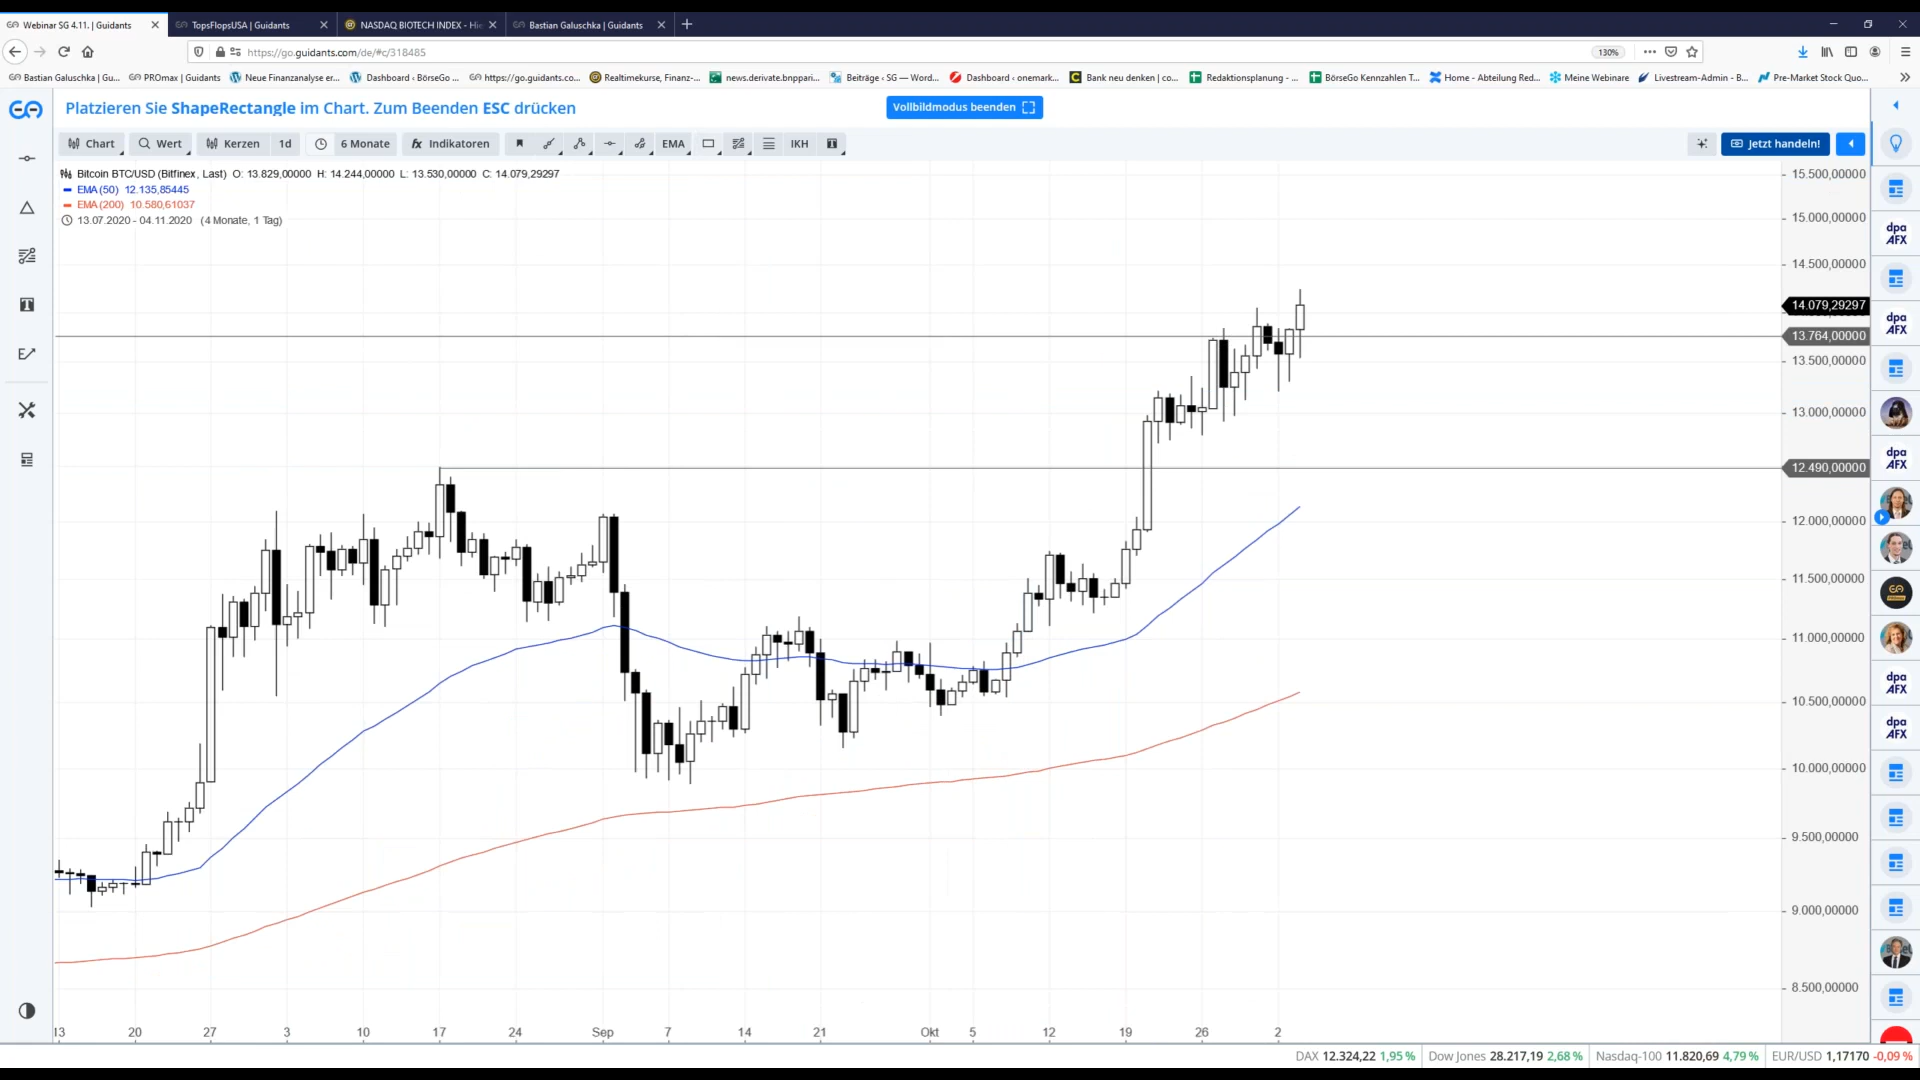 Webinar SG 4.11. | Guidants
TopsFlopsUSA | Guidants
NASDAQ BIOTECH INDEX - Hi
Bastian Galuschka | Guidants
https://go.guidants.com/de/#c/318485
130%
Bastian Galuschka | Gu...
PROmax | Guidants
Neue Finanzanalyse er...
Dashboard ‹ BörseGo ...
https://go.guidants.co...
Realtimekurse, Finanz-...
news.derivate.bnppari...
Beiträge ‹ SG — Word...
Dashboard ‹ onemark...
Bank neu denken | co...
Redaktionsplanung - ...
BörseGo Kennzahlen T...
Home - Abteilung Red...
Meine Webinare
Livestream-Admin - B...
Pre-Market Stock Quo...
Platzieren Sie ShapeRectangle im Chart. Zum Beenden ESC drücken
Vollbildmodus beenden
Chart
Wert
Kerzen
1d
6 Monate
fx Indikatoren
EMA
IKH
Jetzt handeln!
Bitcoin BTC/USD (Bitfinex, Last) O: 13.829,00000 H: 14.244,00000 L: 13.530,00000 C: 14.079,29297
EMA (50) 12.135,85445
EMA (200) 10.580,61037
13.07.2020 - 04.11.2020 (4 Monate, 1 Tag)
15.500,00000
15.000,00000
14.500,00000
14.079,29297
13.764,00000
13.500,00000
13.000,00000
12.490,00000
12.000,00000
11.500,00000
11.000,00000
10.500,00000
10.000,00000
9.500,00000
9.000,00000
8.500,00000
dpa
AFX
dpa
AFX
dpa
AFX
dpa
AFX
dpa
AFX
13 20 27 3 10 17 24 Sep 7 14 21 Okt 5 12 19 26 2
DAX 12.324,22 1,95 % Dow Jones 28.217,19 2,68 % Nasdaq-100 11.820,69 4,79 % EUR/USD 1,17170 -0,09 %